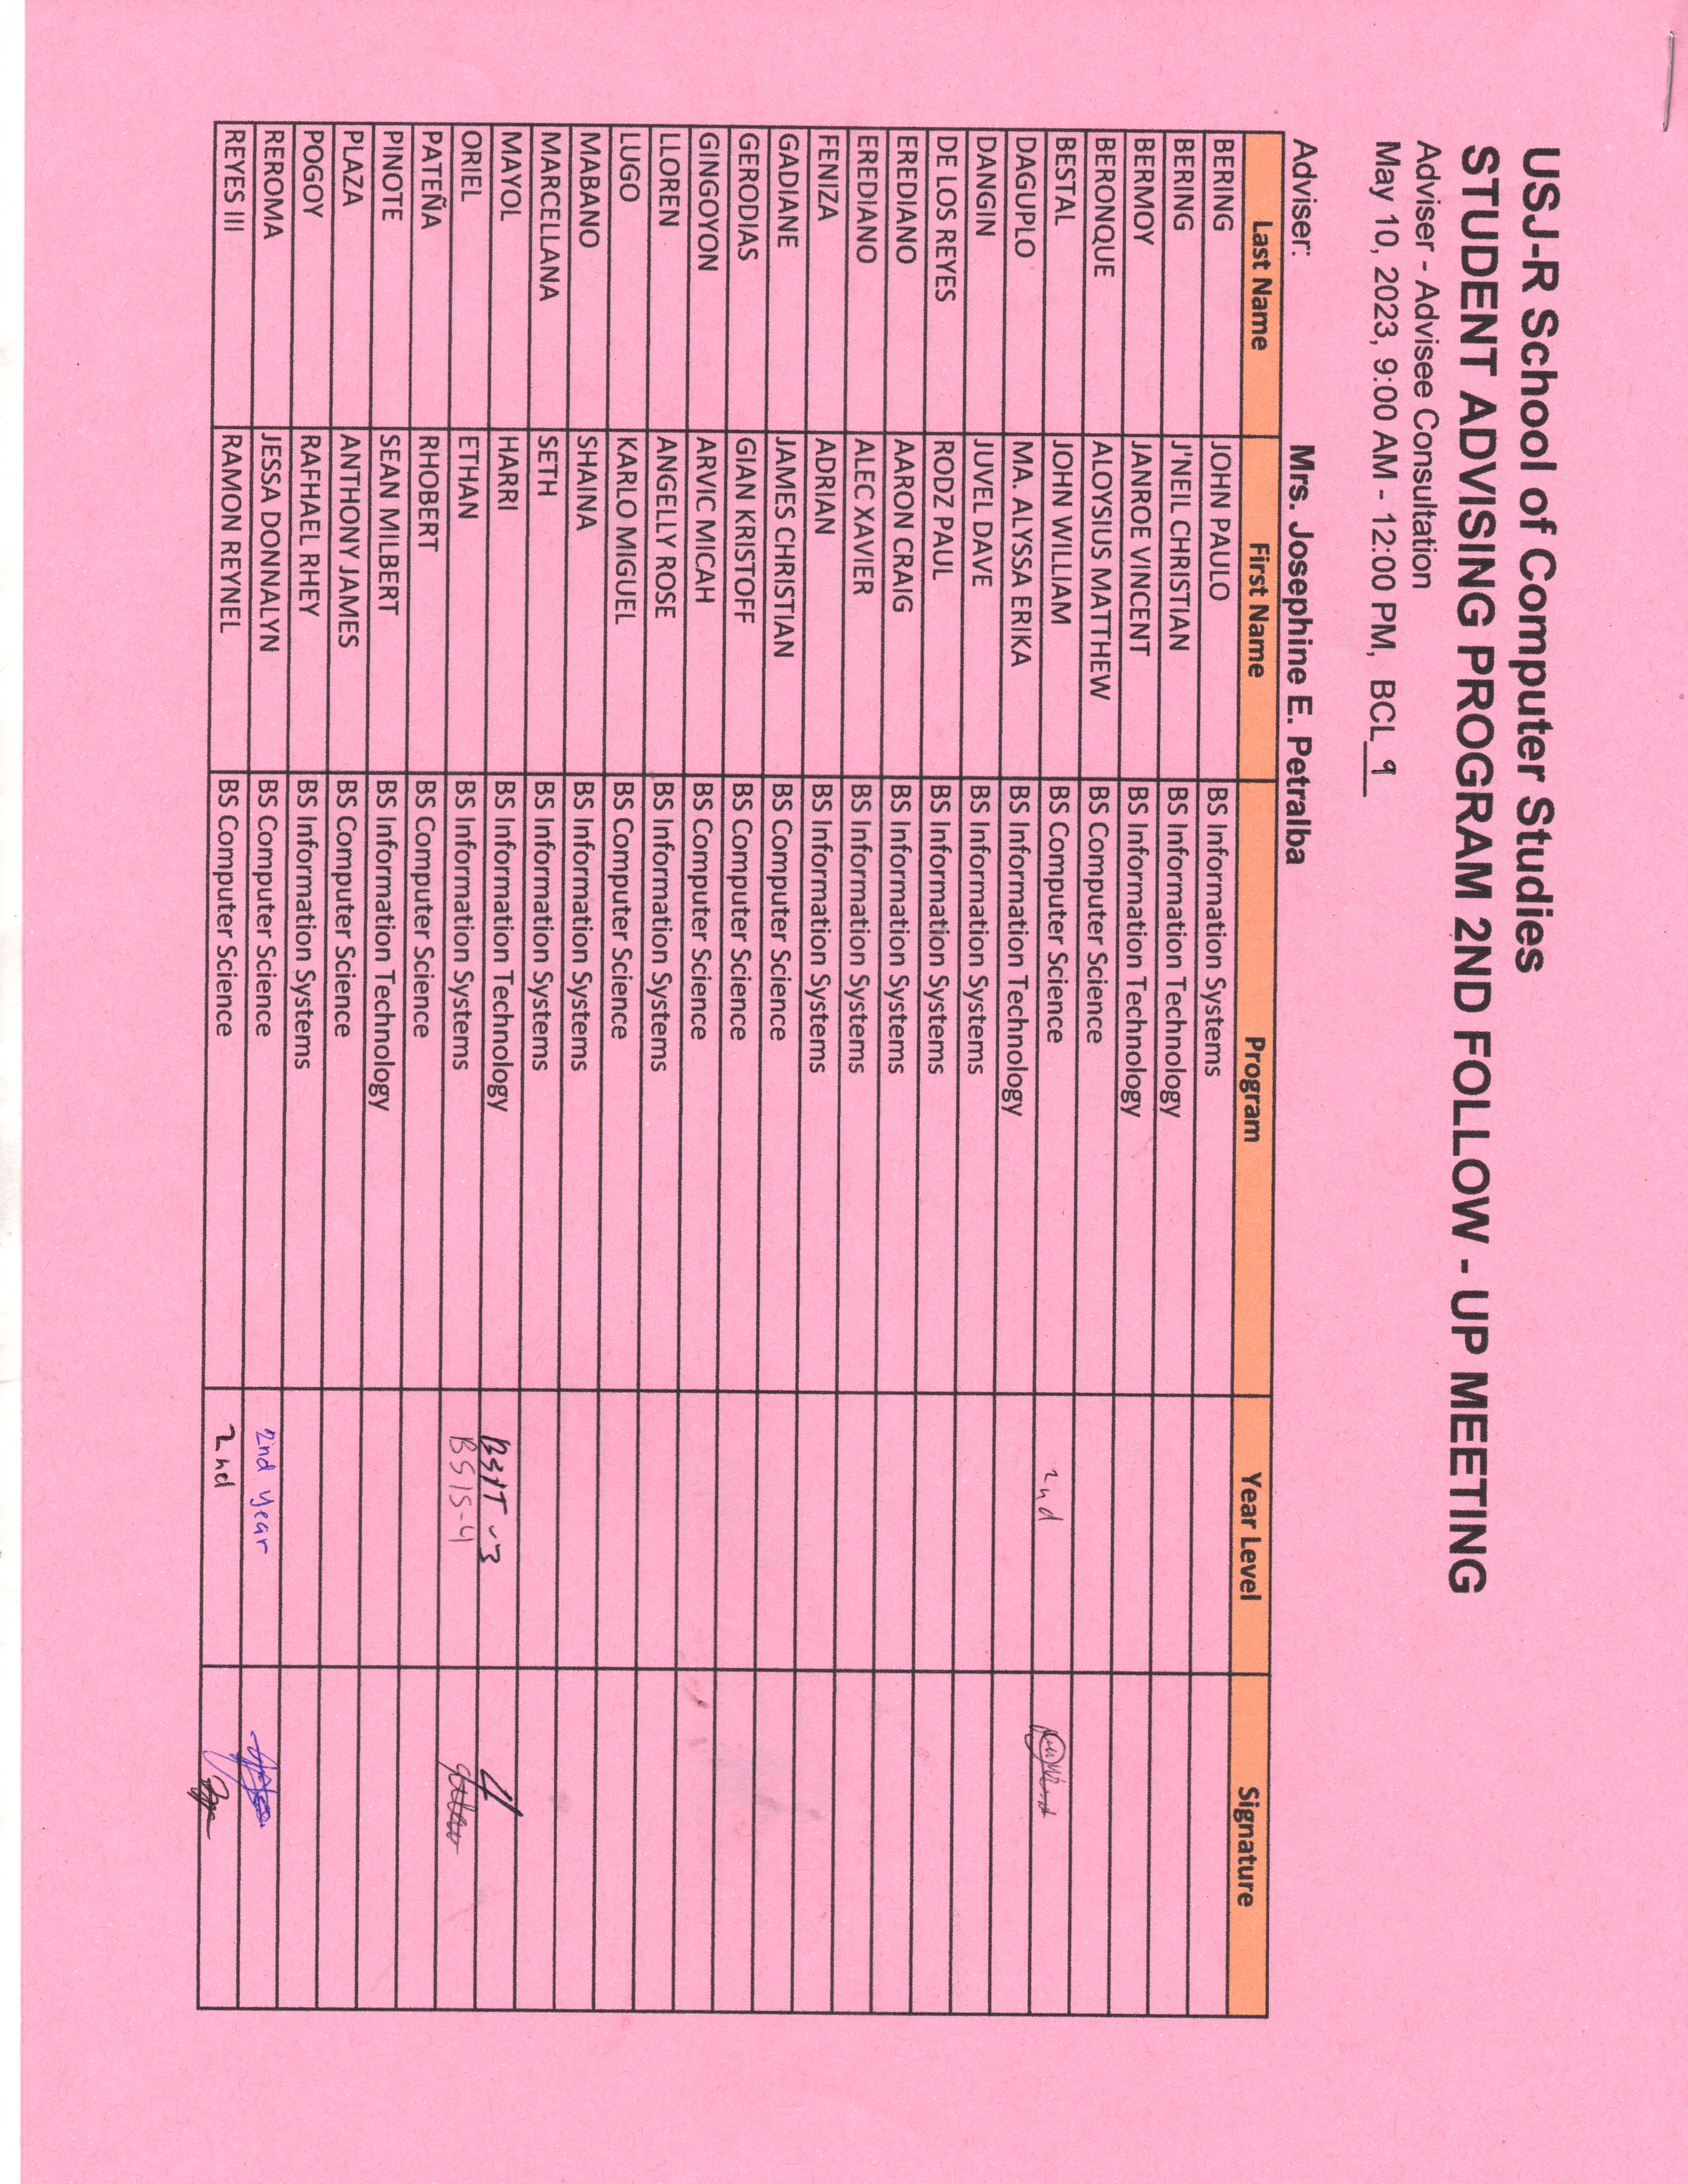 USJ-R School of Computer Studies
STUDENT ADVISING PROGRAM 2ND FOLLOW - UP MEETING
Adviser - Advisee Consultation
May 10, 2023, 9:00 AM - 12:00 PM, BCL_9_
Adviser: Mrs. Josephine E. Petralba
Last Name First Name Program Year Level Signature
BERING JOHN PAULO BS Information Systems
BERING J'NEIL CHRISTIAN BS Information Technology
BERMOY JANROE VINCENT BS Information Technology
BERONQUE ALOYSIUS MATTHEW BS Computer Science
BESTAL JOHN WILLIAM BS Computer Science 2nd
DAGUPLO MA. ALYSSA ERIKA BS Information Technology
DANGIN JUVEL DAVE BS Information Systems
DE LOS REYES RODZ PAUL BS Information Systems
EREDIANO AARON CRAIG BS Information Systems
EREDIANO ALEC XAVIER BS Information Systems
FENIZA ADRIAN BS Information Systems
GADIANE JAMES CHRISTIAN BS Computer Science
GERODIAS GIAN KRISTOFF BS Computer Science
GINGOYON ARVIC MICAH BS Computer Science
LLOREN ANGELLY ROSE BS Information Systems
LUGO KARLO MIGUEL BS Computer Science
MABANO SHAINA BS Information Systems
MARCELLANA SETH BS Information Systems
MAYOL HARRI BS Information Technology BSIT -3
ORIEL ETHAN BS Information Systems BSIS-4
PATEÑA RHOBERT BS Computer Science
PINOTE SEAN MILBERT BS Information Technology
PLAZA ANTHONY JAMES BS Computer Science
POGOY RAFHAEL RHEY BS Information Systems
REROMA JESSA DONNALYN BS Computer Science 2nd year
REYES III RAMON REYNEL BS Computer Science 2nd